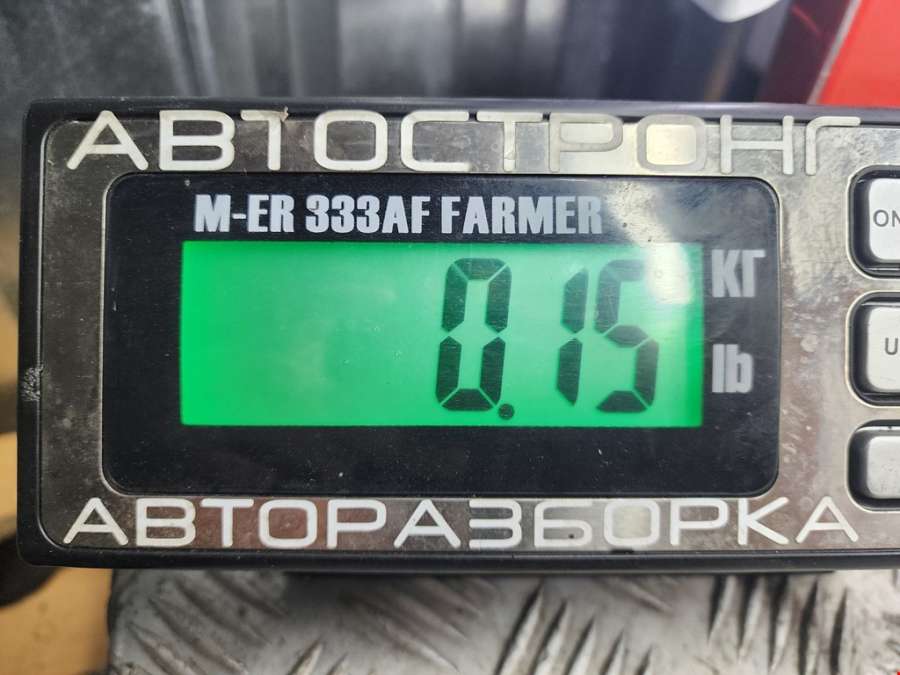 АВТОСТРОНГ
M-ER 333AF FARMER
0.15
КГ
lb
АВТОРАЗБОРКА